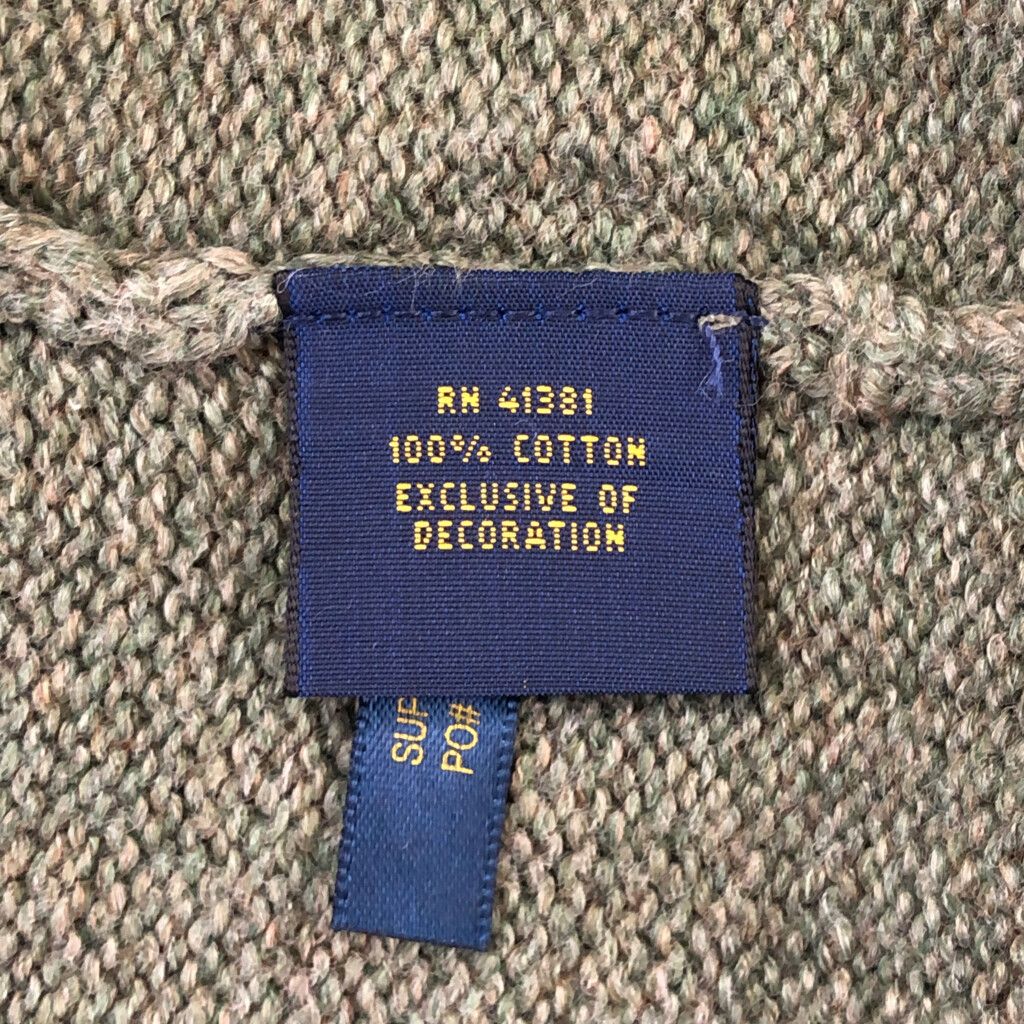 RN 41381
100% COTTON
EXCLUSIVE OF
DECORATION
PO#